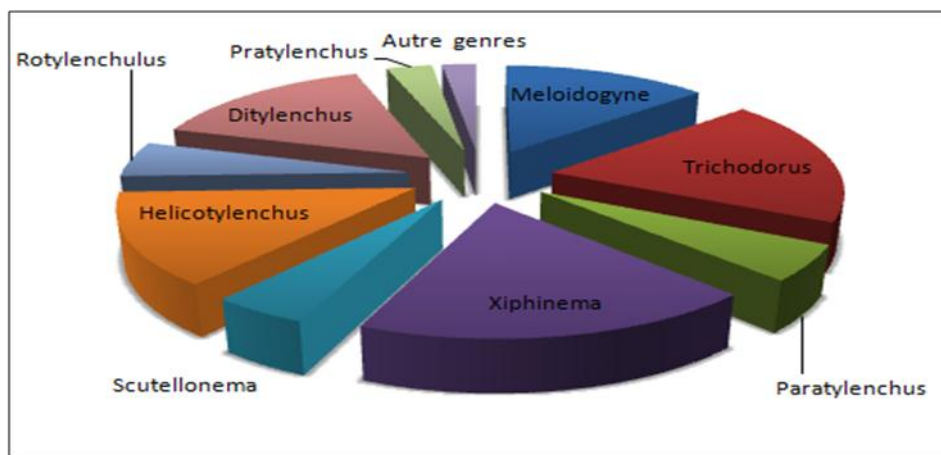 Autre genres
Pratylenchus
Rotylenchulus
Meloidogyne
Ditylenchus
Trichodorus
Helicotylenchus
Xiphinema
Scutellonema
Paratylenchus